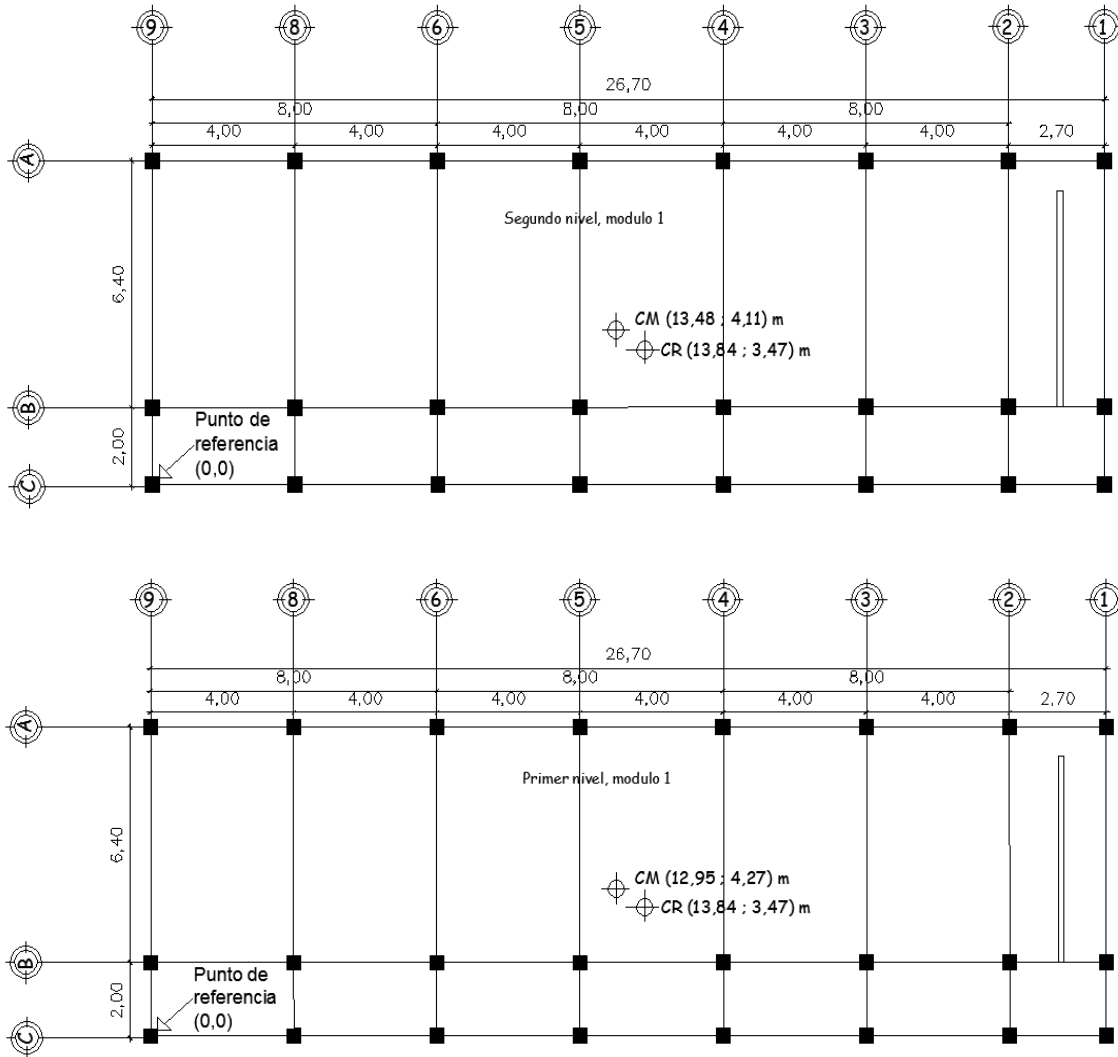 9 8 6 5 4 3 2 1
26,70
8,00 8,00 8,00
4,00 4,00 4,00 4,00 4,00 4,00 2,70
A
Segundo nivel, modulo 1
6,40
CM (13,48 ; 4,11) m
CR (13,84 ; 3,47) m
B
Punto de
referencia
(0,0)
2,00
C
9 8 6 5 4 3 2 1
26,70
8,00 8,00 8,00
4,00 4,00 4,00 4,00 4,00 4,00 2,70
A
Primer nivel, modulo 1
6,40
CM (12,95 ; 4,27) m
CR (13,84 ; 3,47) m
B
Punto de
referencia
(0,0)
2,00
C